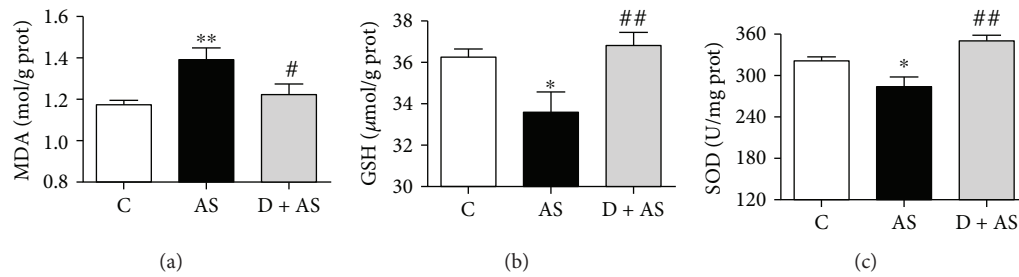 MDA (mol/g prot)
1.6
1.4
1.2
1.0
0.8
**
#
C
AS
D + AS
(a)
GSH (μmol/g prot)
38
36
34
32
30
*
##
C
AS
D + AS
(b)
SOD (U/mg prot)
360
300
240
180
120
*
##
C
AS
D + AS
(c)